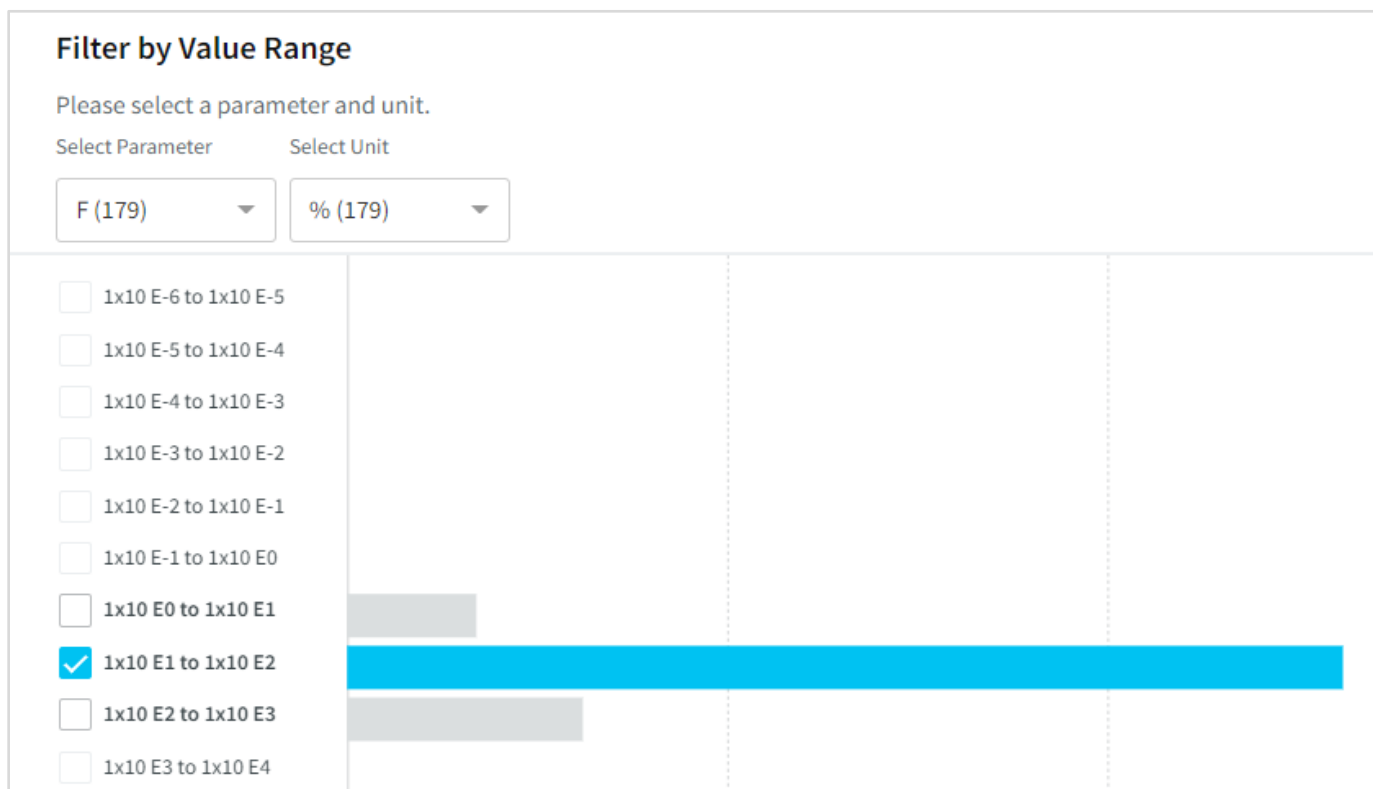 Filter by Value Range
Please select a parameter and unit.
Select Parameter Select Unit
F (179) % (179)
1x10 E-6 to 1x10 E-5
1x10 E-5 to 1x10 E-4
1x10 E-4 to 1x10 E-3
1x10 E-3 to 1x10 E-2
1x10 E-2 to 1x10 E-1
1x10 E-1 to 1x10 E0
1x10 E0 to 1x10 E1
1x10 E1 to 1x10 E2
1x10 E2 to 1x10 E3
1x10 E3 to 1x10 E4